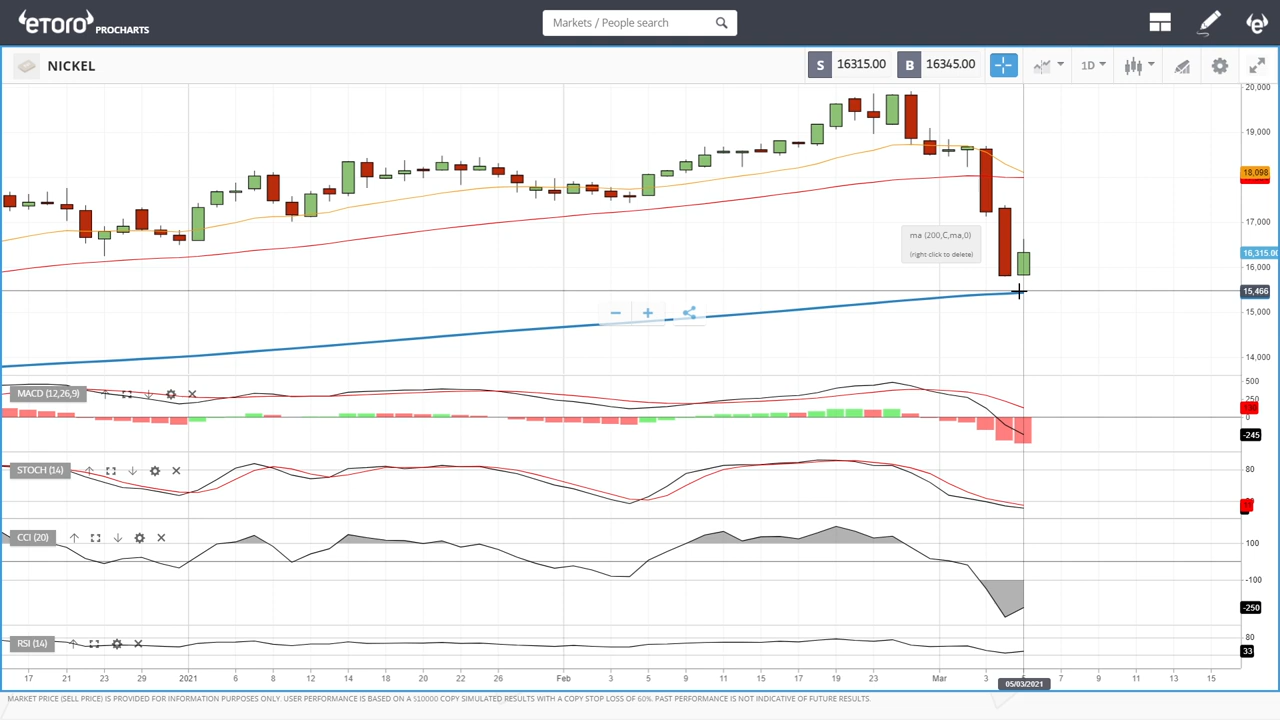 eToro PROCHARTS
Markets / People search
NICKEL
S 16315.00 B 16345.00 1D
20,000
19,000
18,098
17,000
ma (200,C,ma,0)
(right click to delete)
16,315.00
16,000
15,466
15,000
14,000
MACD (12,26,9)
500
250
-245
STOCH (14)
80
CCI (20)
100
-100
-250
RSI (14)
80
33
17 21 23 29 2021 6 8 12 14 18 20 22 26 28 Feb 3 5 9 11 15 17 19 23 Mar 3 7 9 11 13 15
05/03/2021
MARKET PRICE (SELL PRICE) IS PROVIDED FOR INFORMATION PURPOSES ONLY. USER PERFORMANCE IS BASED ON A $10000 COPY SIMULATED RESULTS WITH A COPY STOP LOSS OF 60%. PAST PERFORMANCE IS NOT INDICATIVE OF FUTURE RESULTS.